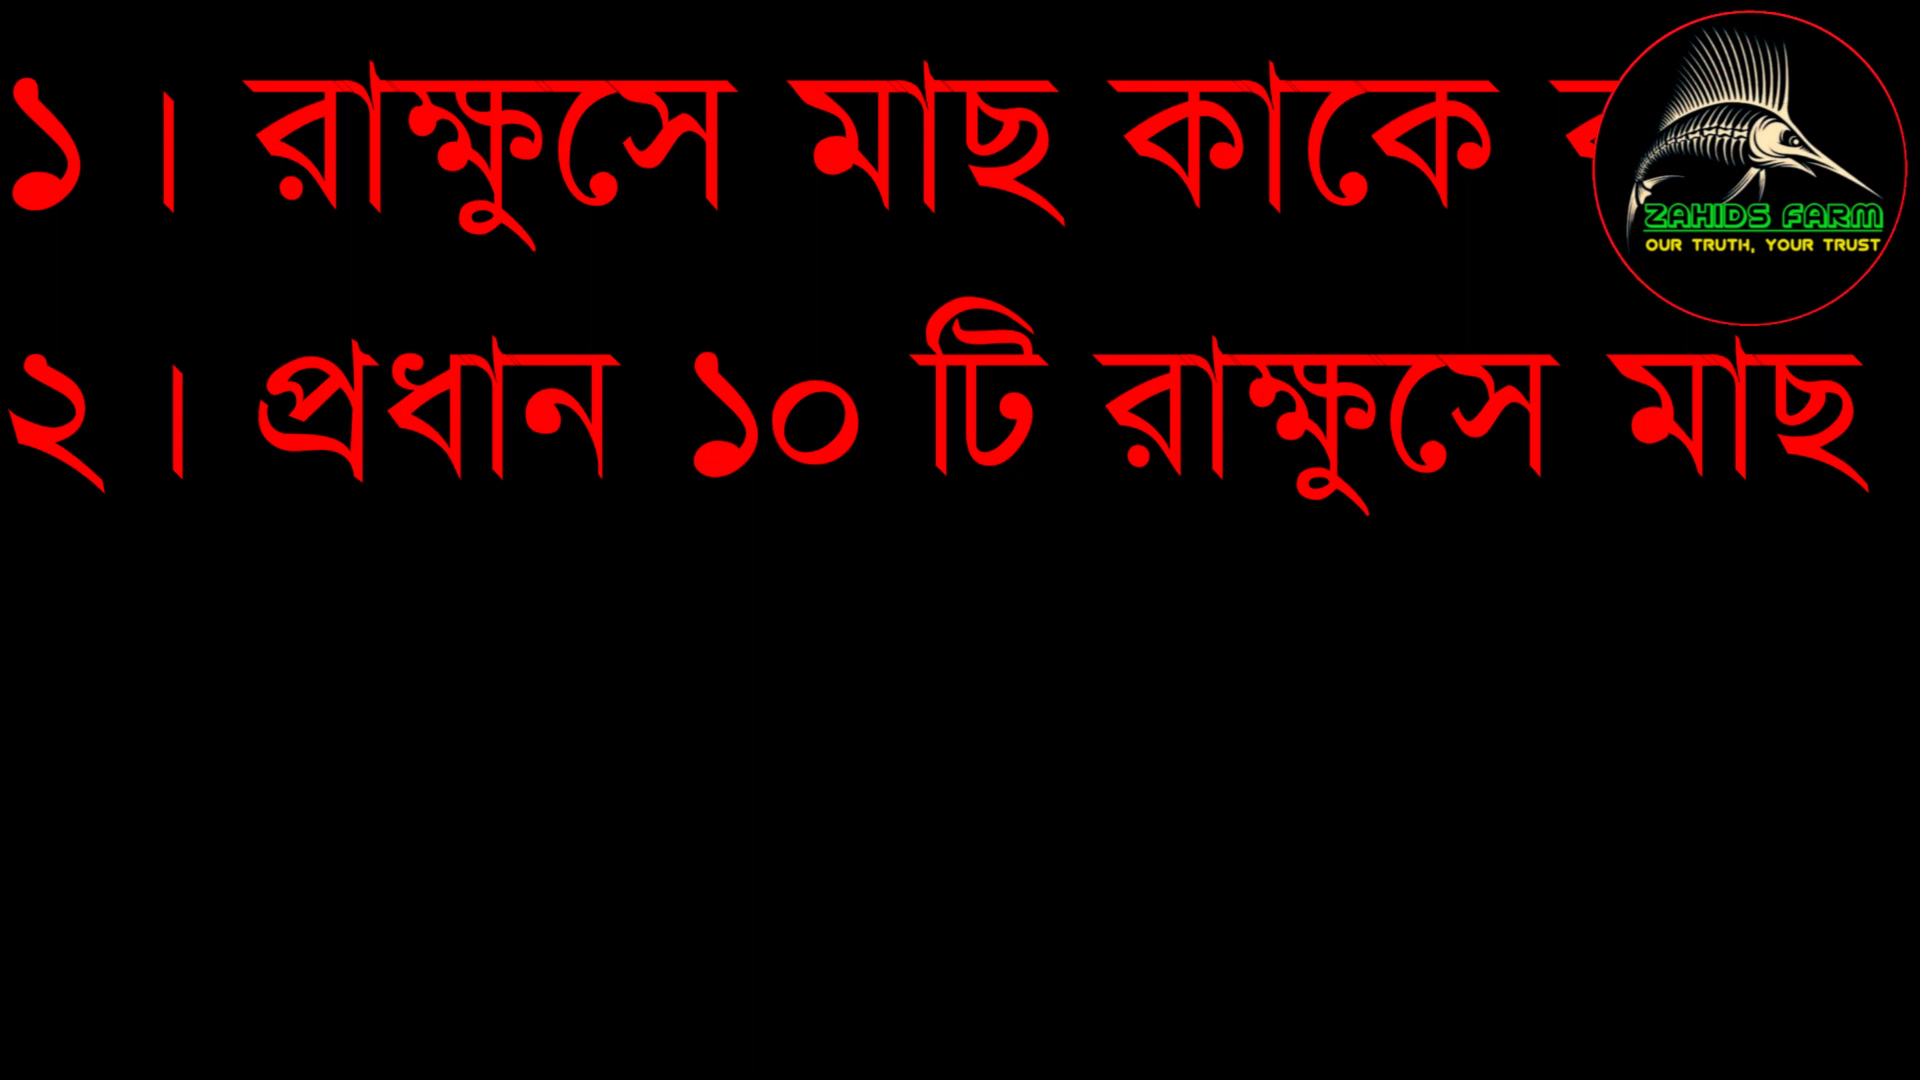 ১। রাক্ষুসে মাছ কাকে
২। প্রধান ১০ টি রাক্ষুসে মাছ
ZAHIDS FARM
OUR TRUTH, YOUR TRUST